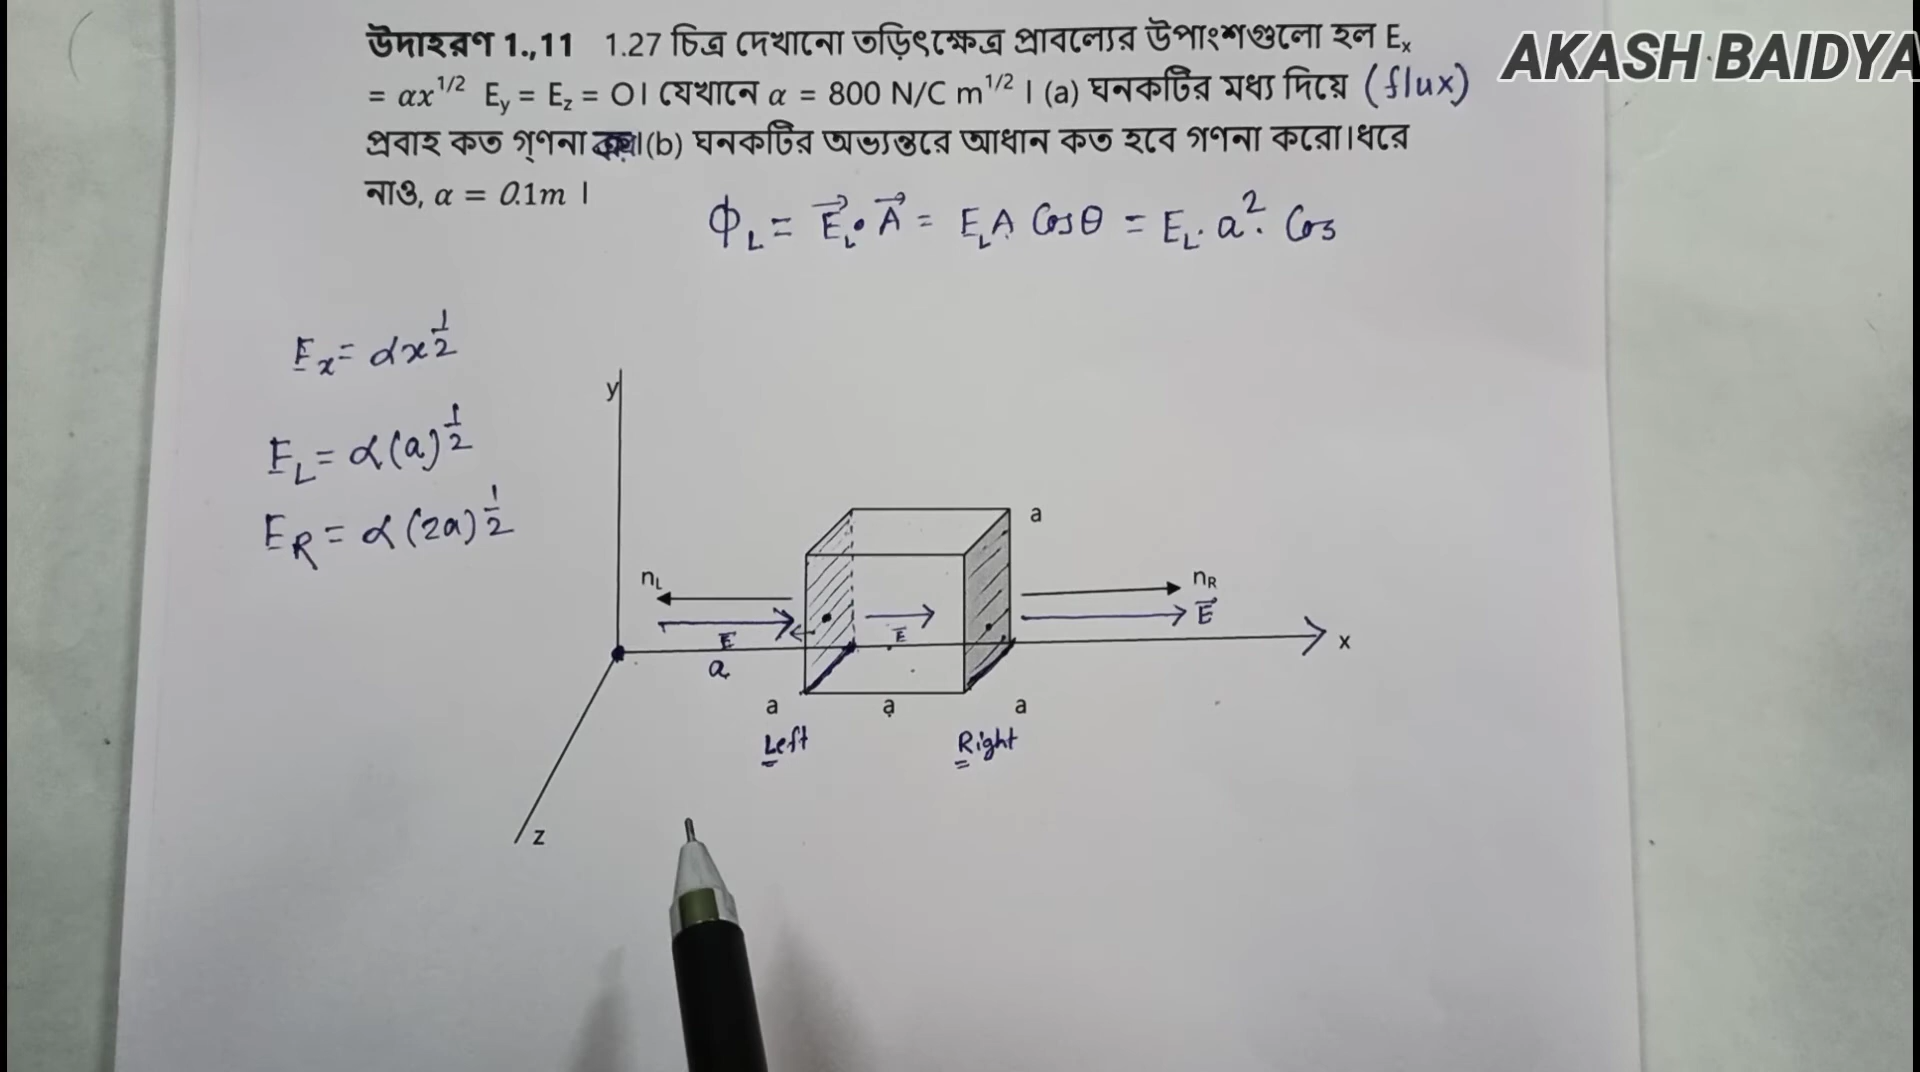 উদাহরণ 1.,11 1.27 চিত্র দেখানো তড়িৎক্ষেত্র প্রাবল্যের উপাংশগুলো হল Eₓ
AKASH BAIDYA
= αx^1/2 E_y = E_z = O। যেখানে α = 800 N/C m^1/2 । (a) ঘনকটির মধ্য দিয়ে (flux)
প্রবাহ কত গ্ণনা।(b) ঘনকটির অভ্যন্তরে আধান কত হবে গণনা করো।ধরে
নাও, α = 0.1m ।
Φ_L = E⃗_L • A⃗ = E_L A Cosθ = E_L . a² . Cos
Eₓ = αx^1/2
y
E_L = α(a)^1/2
E_R = α(2a)^1/2
a
n_L
n_R
E
E⃗
E⃗
x
a
a a a
Left Right
z